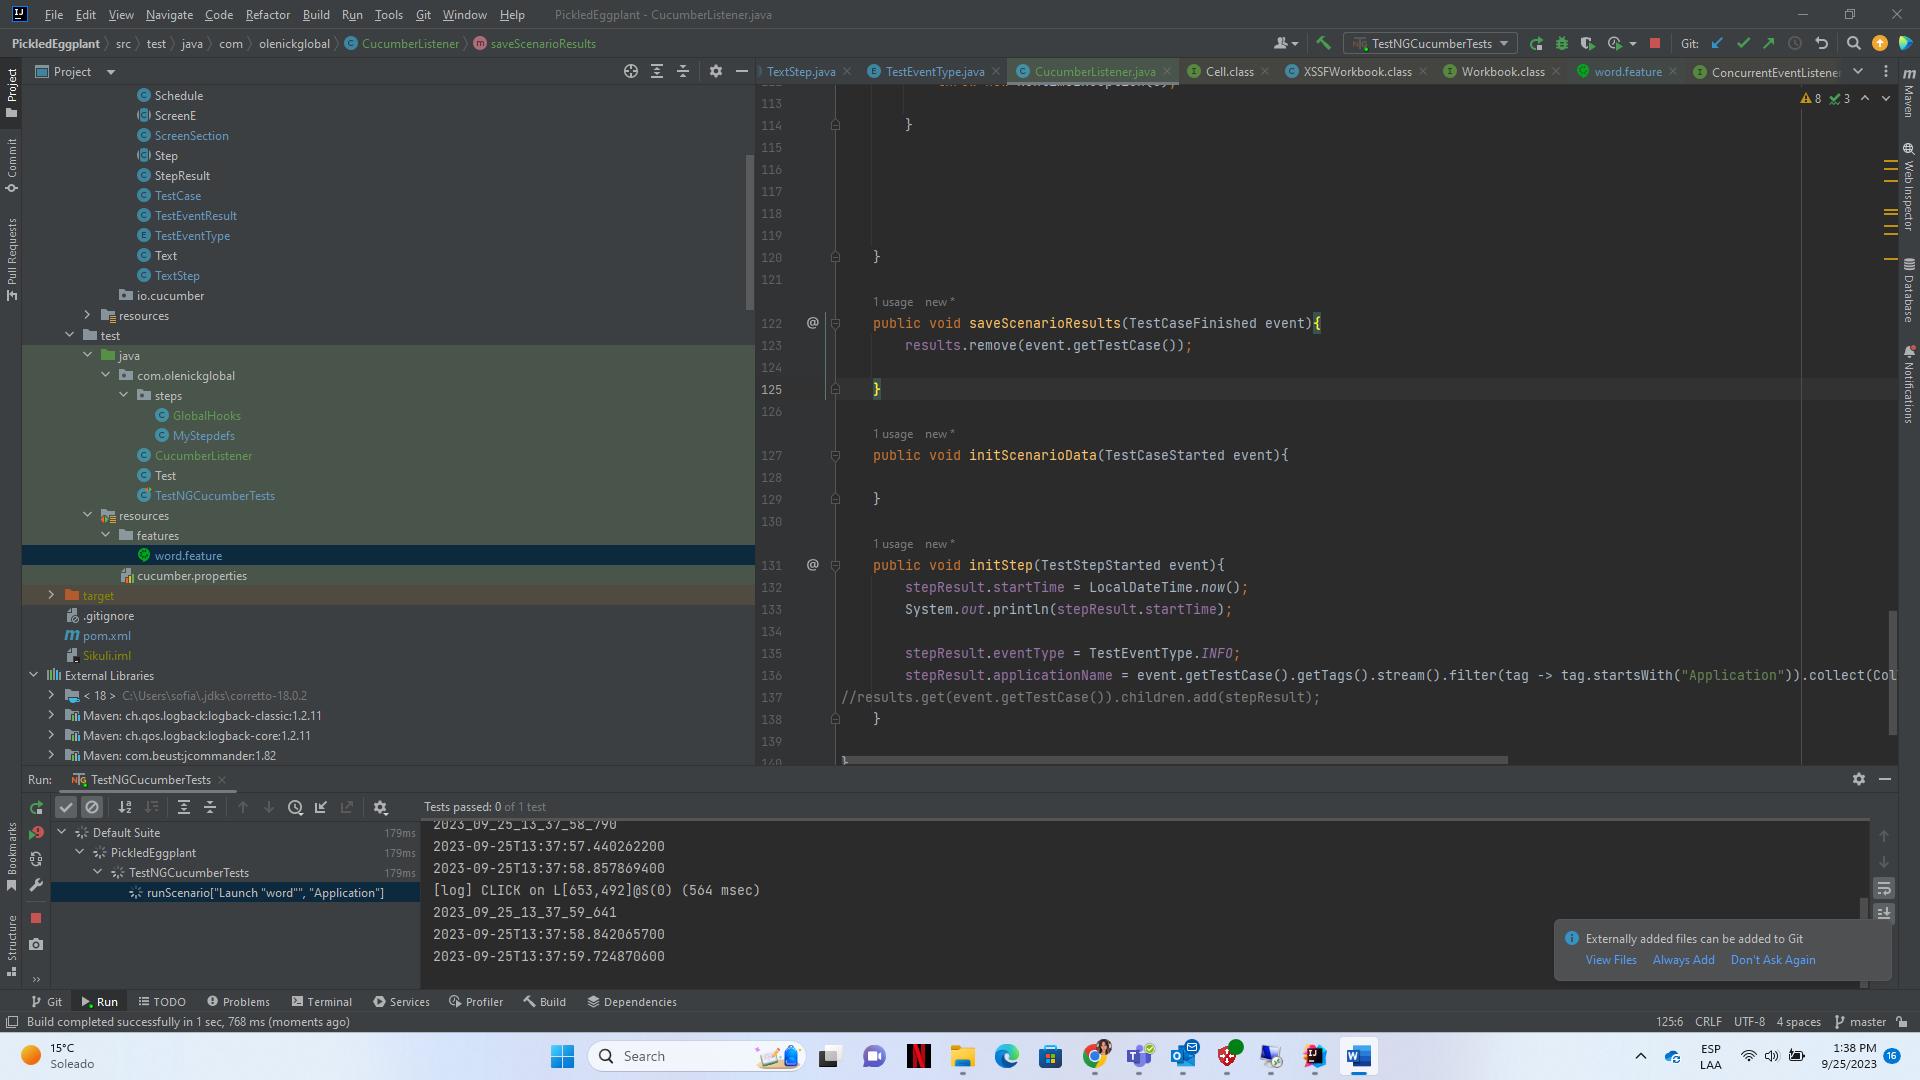 File Edit View Navigate Code Refactor Build Run Tools Git Window Help PickledEggplant - CucumberListener.java
PickledEggplant src test java com olenickglobal CucumberListener saveScenarioResults TestNGCucumberTests Git:
Project
TextStep.java TestEventType.java CucumberListener.java Cell.class XSSFWorkbook.class Workbook.class word.feature ConcurrentEventListene
Project
Commit
Pull Requests
Bookmarks
Structure
Maven
Web Inspector
Database
Notifications
Schedule
ScreenE
ScreenSection
Step
StepResult
TestCase
TestEventResult
TestEventType
Text
TextStep
io.cucumber
resources
test
java
com.olenickglobal
steps
GlobalHooks
MyStepdefs
CucumberListener
Test
TestNGCucumberTests
resources
features
word.feature
cucumber.properties
target
.gitignore
pom.xml
Sikuli.iml
External Libraries
< 18 > C:\Users\sofia\.jdks\corretto-18.0.2
Maven: ch.qos.logback:logback-classic:1.2.11
Maven: ch.qos.logback:logback-core:1.2.11
Maven: com.beust:jcommander:1.82
8 3
113
114 }
115
116
117
118
119
120 }
121
1 usage new *
122 @ public void saveScenarioResults(TestCaseFinished event){
123 results.remove(event.getTestCase());
124
125 }
126
1 usage new *
127 public void initScenarioData(TestCaseStarted event){
128
129 }
130
1 usage new *
131 @ public void initStep(TestStepStarted event){
132 stepResult.startTime = LocalDateTime.now();
133 System.out.println(stepResult.startTime);
134
135 stepResult.eventType = TestEventType.INFO;
136 stepResult.applicationName = event.getTestCase().getTags().stream().filter(tag -> tag.startsWith("Application")).collect(Col
137 //results.get(event.getTestCase()).children.add(stepResult);
138 }
139
140 }
Run: TestNGCucumberTests
Tests passed: 0 of 1 test
Default Suite 179ms
PickledEggplant 179ms
TestNGCucumberTests 179ms
runScenario["Launch "word"", "Application"]
2023_09_25_13_37_58_790
2023-09-25T13:37:57.440262200
2023-09-25T13:37:58.857869400
[log] CLICK on L[653,492]@S(0) (564 msec)
2023_09_25_13_37_59_641
2023-09-25T13:37:58.842065700
2023-09-25T13:37:59.724870600
Externally added files can be added to Git
View Files Always Add Don't Ask Again
Git Run TODO Problems Terminal Services Profiler Build Dependencies
Build completed successfully in 1 sec, 768 ms (moments ago) 125:6 CRLF UTF-8 4 spaces master
15°C
Soleado
Search
ESP
LAA
1:38 PM
9/25/2023
16